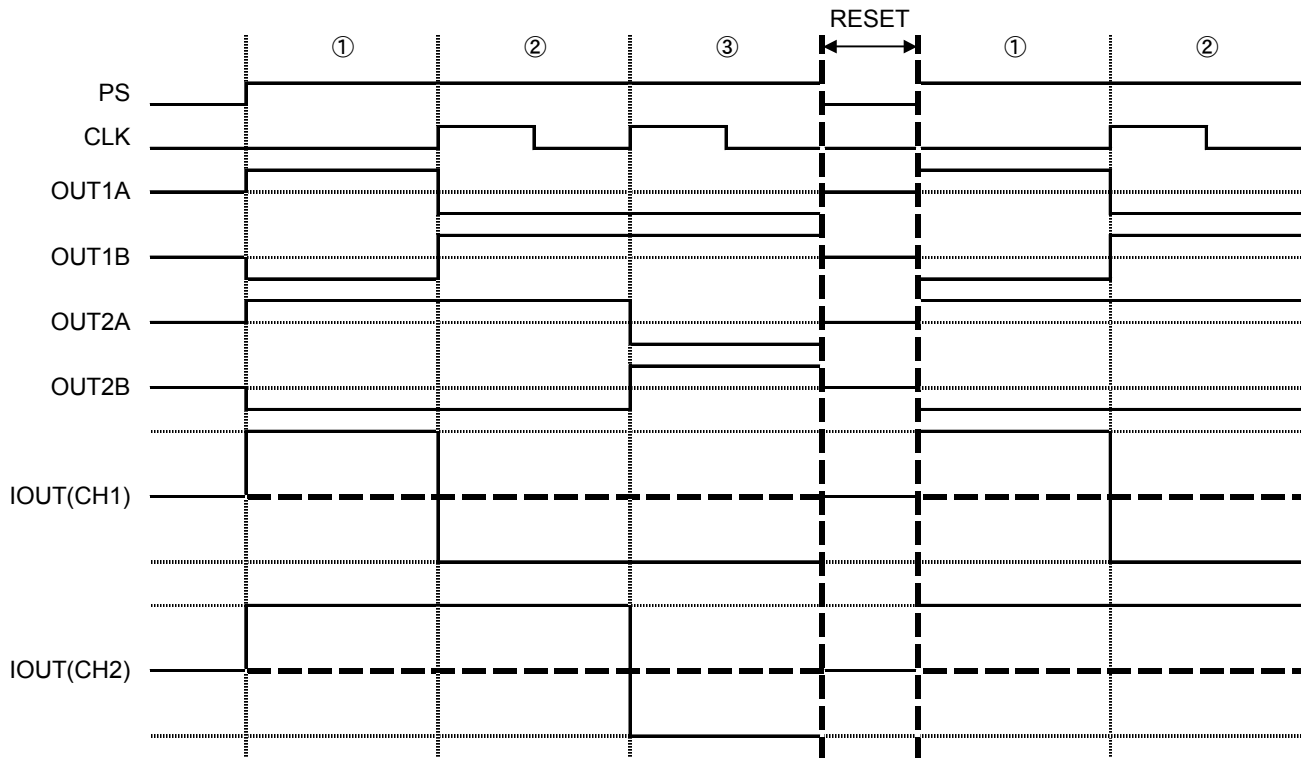 RESET
① ② ③ ① ②
PS
CLK
OUT1A
OUT1B
OUT2A
OUT2B
IOUT(CH1)
IOUT(CH2)